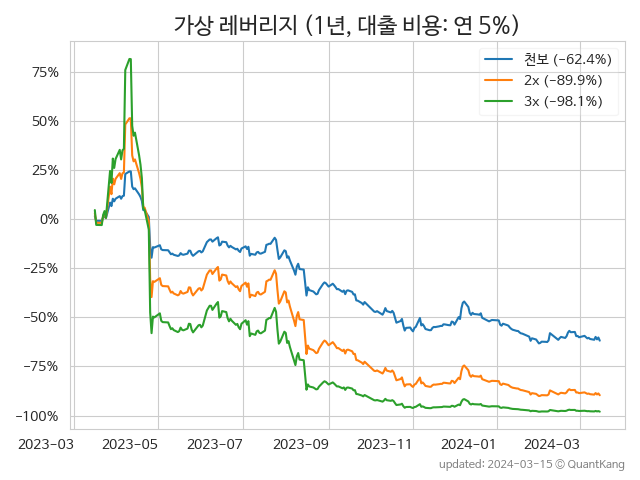 가상 레버리지 (1년, 대출 비용: 연 5%)
천보 (−62.4%)
2x (−89.9%)
3x (−98.1%)
75%
50%
25%
0%
−25%
−50%
−75%
−100%
2023-03 2023-05 2023-07 2023-09 2023-11 2024-01 2024-03
updated: 2024-03-15 © QuantKang